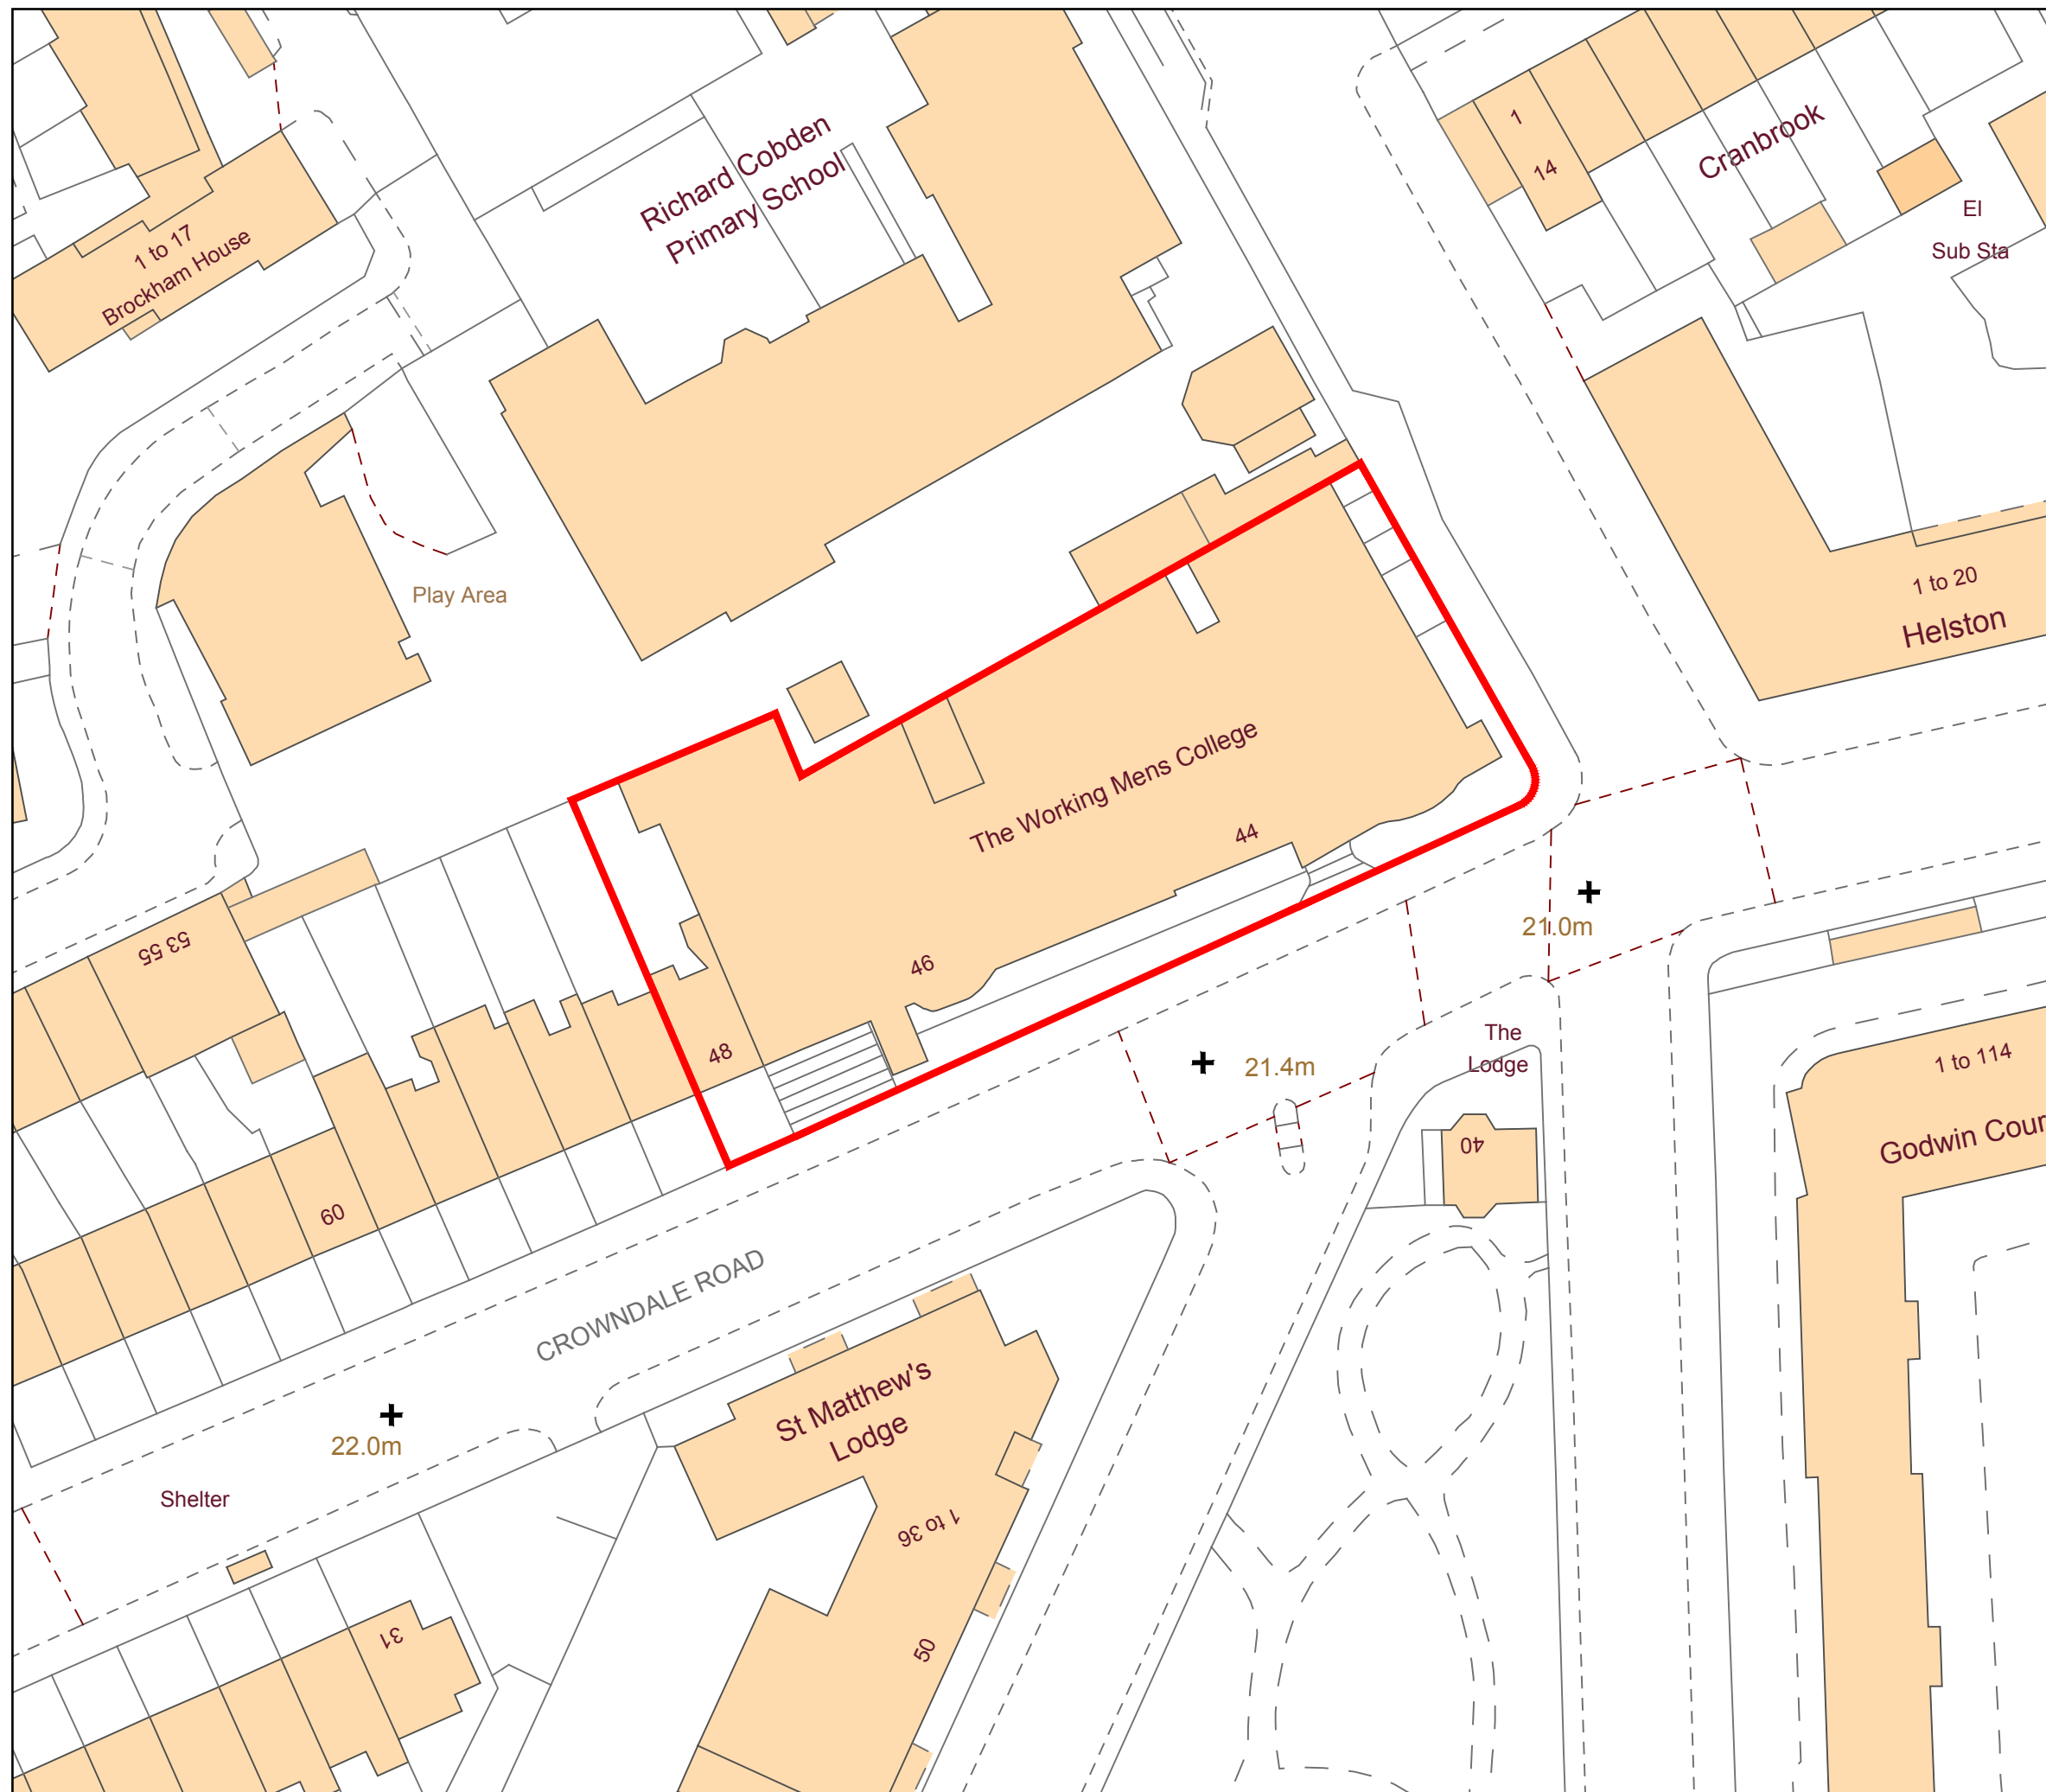 Richard Cobden
Primary School
1
14
Cranbrook
El
Sub Sta
1 to 17
Brockham House
Play Area
1 to 20
Helston
The Working Mens College
44
46
48
53 55
60
21.0m
21.4m
The
Lodge
40
1 to 114
Godwin Cour
CROWNDALE ROAD
22.0m
Shelter
St Matthew's
Lodge
1 to 36
50
31